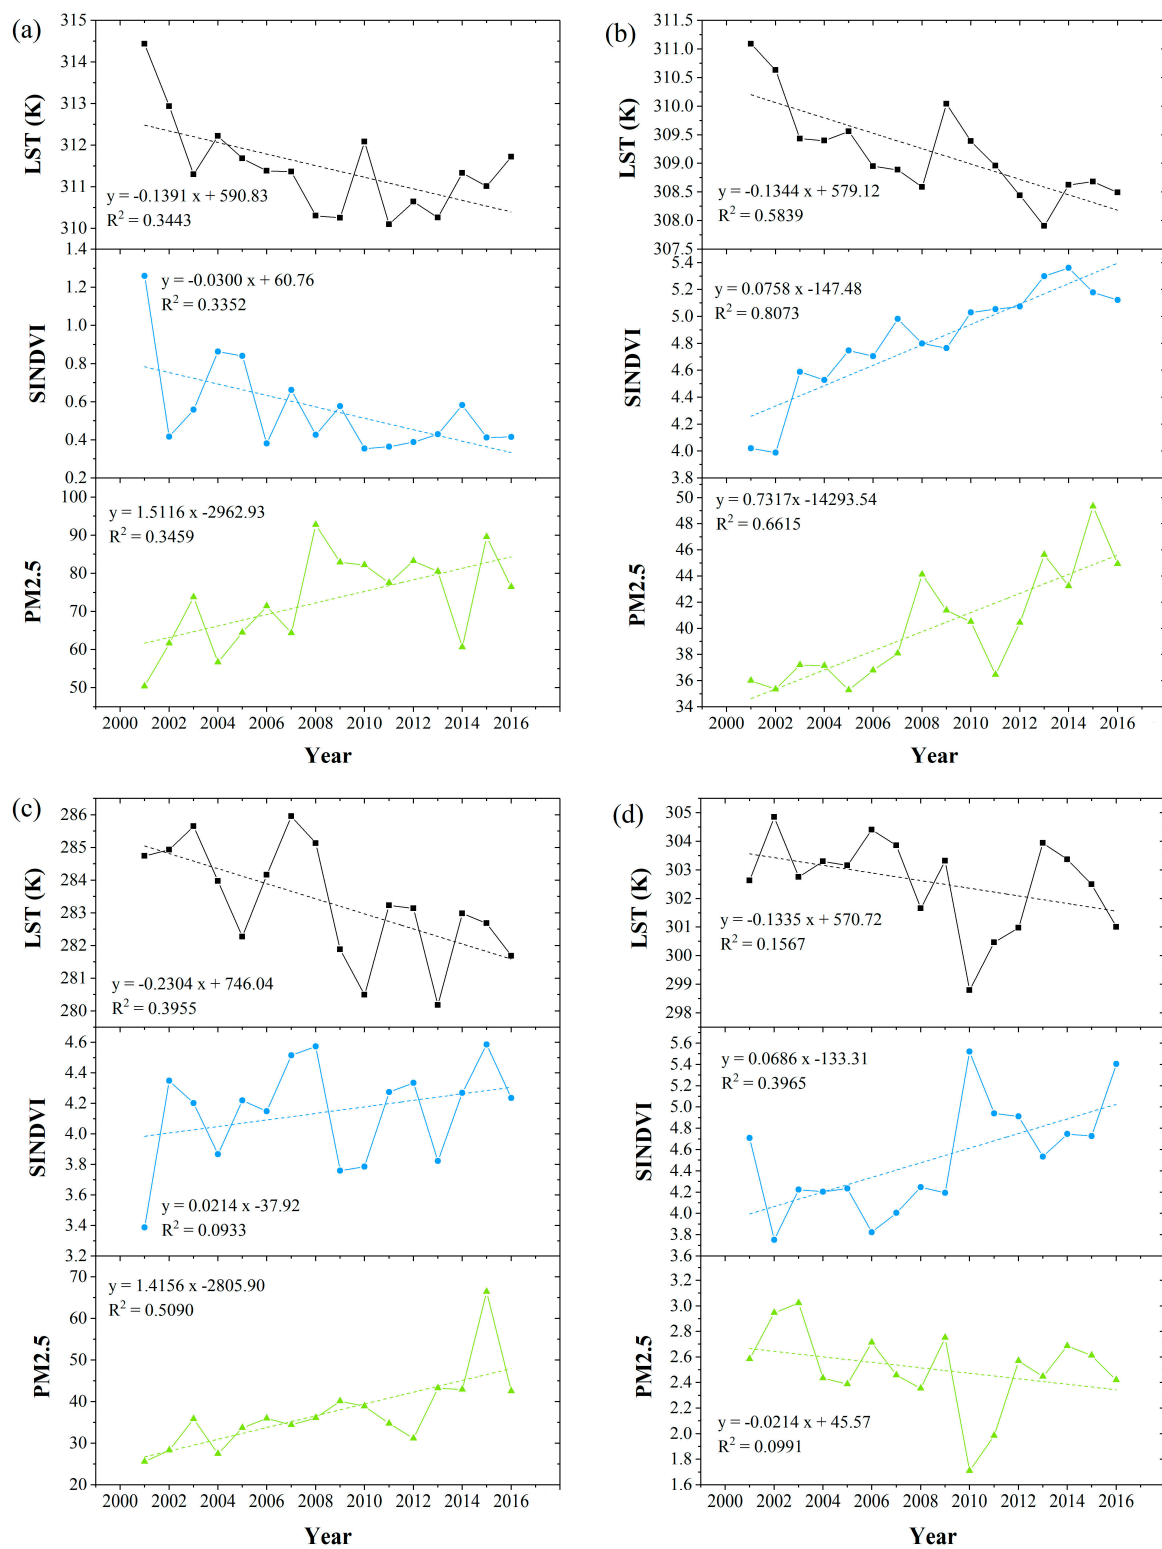 (a)
LST (K)
315
314
313
312
311
310
y = -0.1391 x + 590.83
R² = 0.3443
SINDVI
1.4
1.2
1.0
0.8
0.6
0.4
0.2
y = -0.0300 x + 60.76
R² = 0.3352
PM2.5
100
90
80
70
60
50
y = 1.5116 x -2962.93
R² = 0.3459
2000 2002 2004 2006 2008 2010 2012 2014 2016
Year
(b)
LST (K)
311.5
311.0
310.5
310.0
309.5
309.0
308.5
308.0
307.5
y = -0.1344 x + 579.12
R² = 0.5839
SINDVI
5.4
5.2
5.0
4.8
4.6
4.4
4.2
4.0
3.8
y = 0.0758 x -147.48
R² = 0.8073
PM2.5
50
48
46
44
42
40
38
36
34
y = 0.7317x -14293.54
R² = 0.6615
2000 2002 2004 2006 2008 2010 2012 2014 2016
Year
(c)
LST (K)
286
285
284
283
282
281
280
y = -0.2304 x + 746.04
R² = 0.3955
SINDVI
4.6
4.4
4.2
4.0
3.8
3.6
3.4
3.2
y = 0.0214 x -37.92
R² = 0.0933
PM2.5
70
60
50
40
30
20
y = 1.4156 x -2805.90
R² = 0.5090
2000 2002 2004 2006 2008 2010 2012 2014 2016
Year
(d)
LST (K)
305
304
303
302
301
300
299
298
y = -0.1335 x + 570.72
R² = 0.1567
SINDVI
5.6
5.4
5.2
5.0
4.8
4.6
4.4
4.2
4.0
3.8
3.6
y = 0.0686 x -133.31
R² = 0.3965
PM2.5
3.2
3.0
2.8
2.6
2.4
2.2
2.0
1.8
1.6
y = -0.0214 x + 45.57
R² = 0.0991
2000 2002 2004 2006 2008 2010 2012 2014 2016
Year